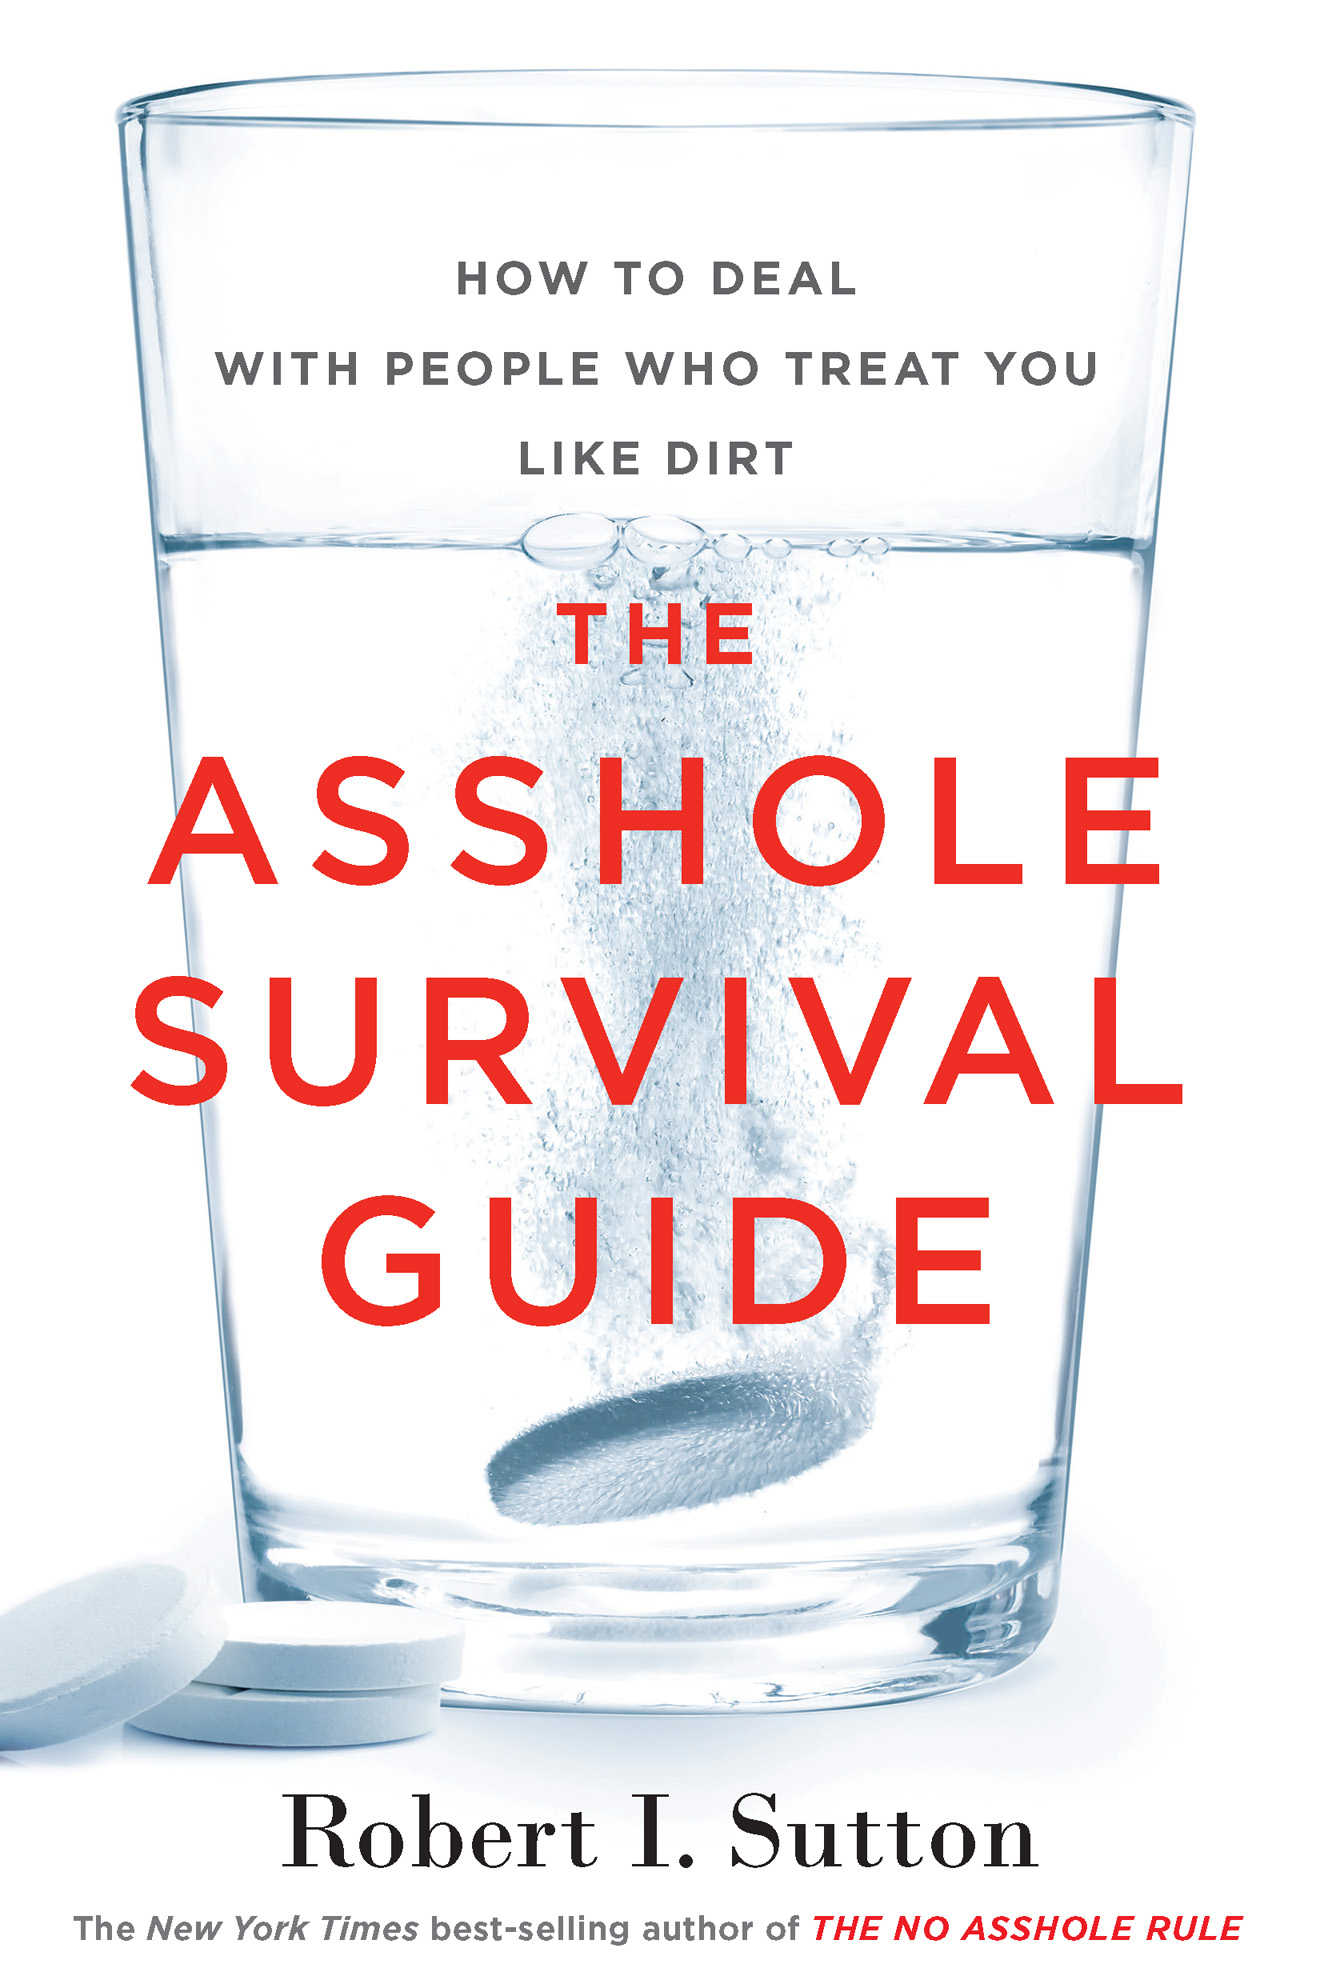 HOW TO DEAL
WITH PEOPLE WHO TREAT YOU
LIKE DIRT
THE
ASSHOLE
SURVIVAL
GUIDE
Robert I. Sutton
The New York Times best-selling author of THE NO ASSHOLE RULE